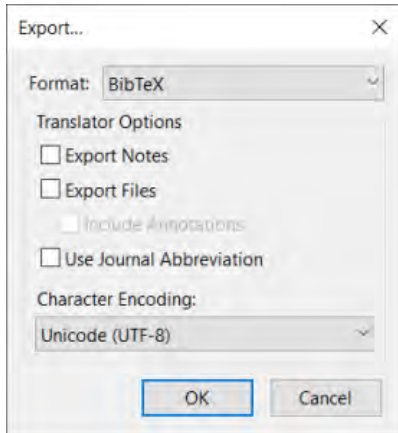 Export...
Format: BibTeX
Translator Options
Export Notes
Export Files
Include Annotations
Use Journal Abbreviation
Character Encoding:
Unicode (UTF-8)
OK Cancel